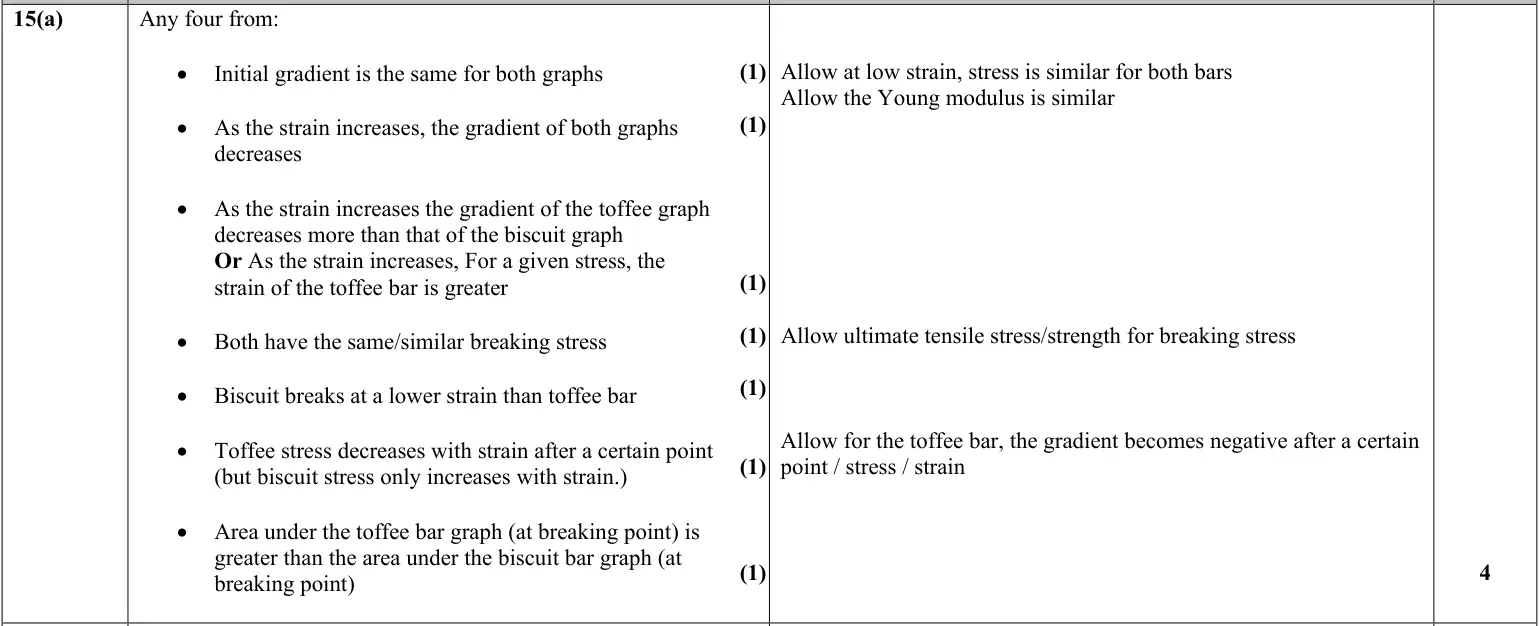 15(a)
Any four from:
• Initial gradient is the same for both graphs (1)
Allow at low strain, stress is similar for both bars
Allow the Young modulus is similar
• As the strain increases, the gradient of both graphs (1)
decreases
• As the strain increases the gradient of the toffee graph
decreases more than that of the biscuit graph
Or As the strain increases, For a given stress, the
strain of the toffee bar is greater (1)
• Both have the same/similar breaking stress (1)
Allow ultimate tensile stress/strength for breaking stress
• Biscuit breaks at a lower strain than toffee bar (1)
• Toffee stress decreases with strain after a certain point
(but biscuit stress only increases with strain.) (1)
Allow for the toffee bar, the gradient becomes negative after a certain
point / stress / strain
• Area under the toffee bar graph (at breaking point) is
greater than the area under the biscuit bar graph (at
breaking point) (1)
4